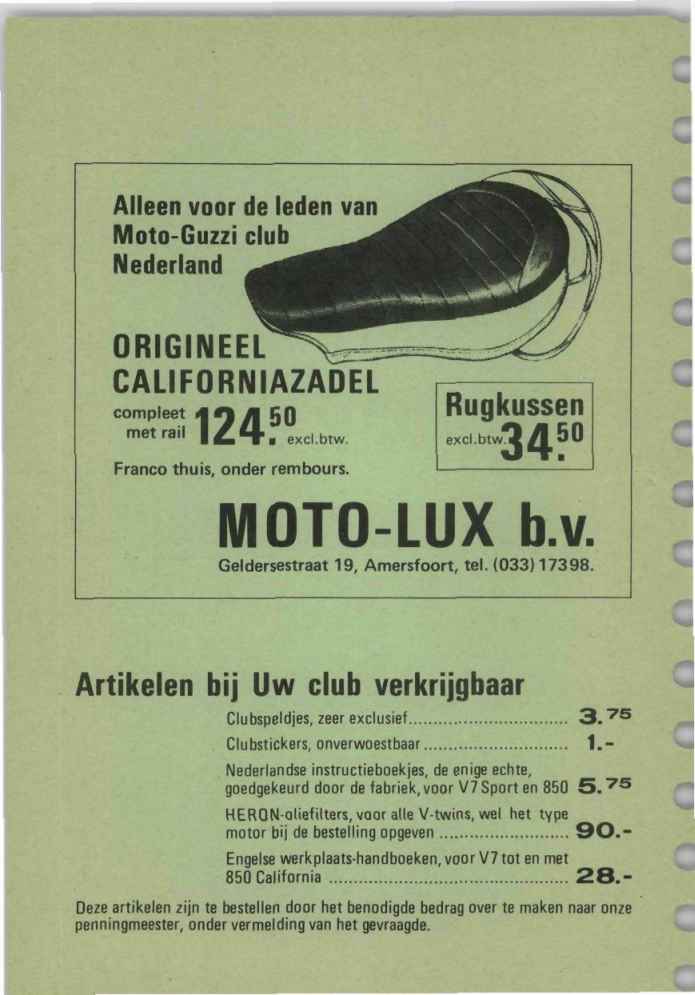 Alleen voor de leden van
Moto-Guzzi club
Nederland
ORIGINEEL
CALIFORNIAZADEL
compleet
met rail 124.50 excl.btw.
Franco thuis, onder rembours.
Rugkussen
excl.btw. 34.50
MOTO-LUX b.v.
Geldersestraat 19, Amersfoort, tel. (033) 17398.
Artikelen bij Uw club verkrijgbaar
Clubspeldjes, zeer exclusief................................ 3.75
Clubstickers, onverwoestbaar............................. 1.-
Nederlandse instructieboekjes, de enige echte,
goedgekeurd door de fabriek, voor V7 Sport en 850 5.75
HERON-oliefilters, voor alle V-twins, wel het type
motor bij de bestelling opgeven .......................... 90.-
Engelse werkplaats-handboeken, voor V7 tot en met
850 California ................................................ 28.-
Deze artikelen zijn te bestellen door het benodigde bedrag over te maken naar onze
penningmeester, onder vermelding van het gevraagde.